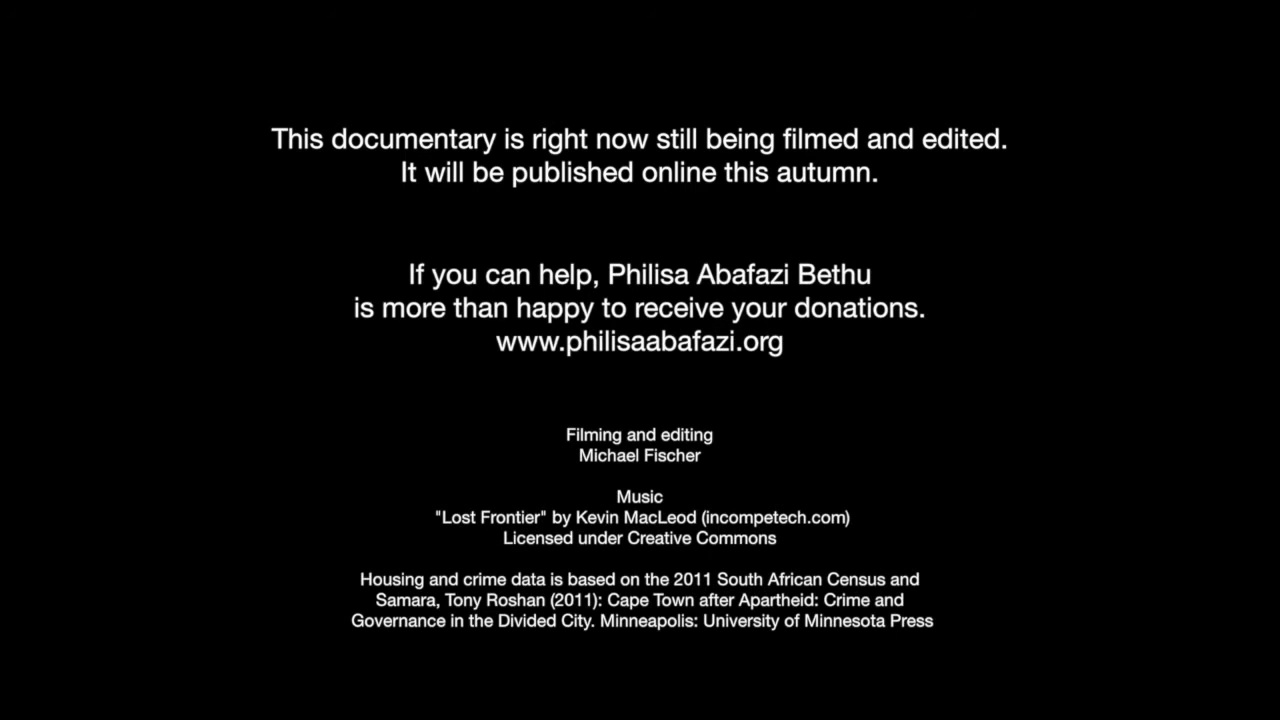 This documentary is right now still being filmed and edited.
It will be published online this autumn.
If you can help, Philisa Abafazi Bethu
is more than happy to receive your donations.
www.philisaabafazi.org
Filming and editing
Michael Fischer
Music
"Lost Frontier" by Kevin MacLeod (incompetech.com)
Licensed under Creative Commons
Housing and crime data is based on the 2011 South African Census and
Samara, Tony Roshan (2011): Cape Town after Apartheid: Crime and
Governance in the Divided City. Minneapolis: University of Minnesota Press